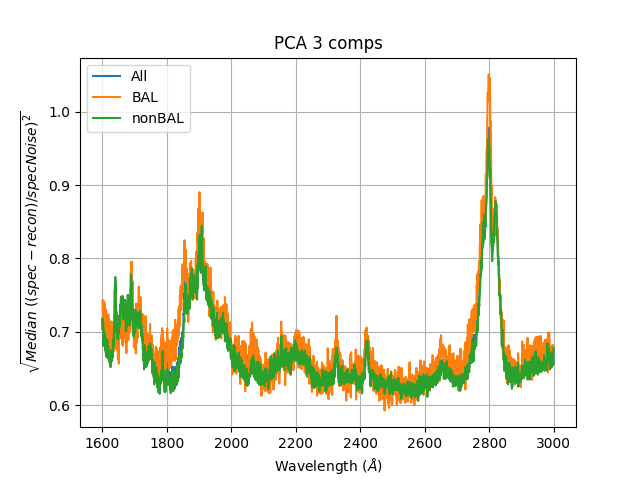 PCA 3 comps
All
BAL
nonBAL
1.0
0.9
0.8
0.7
0.6
√Median ((spec − recon)/specNoise)²
1600 1800 2000 2200 2400 2600 2800 3000
Wavelength (Å)